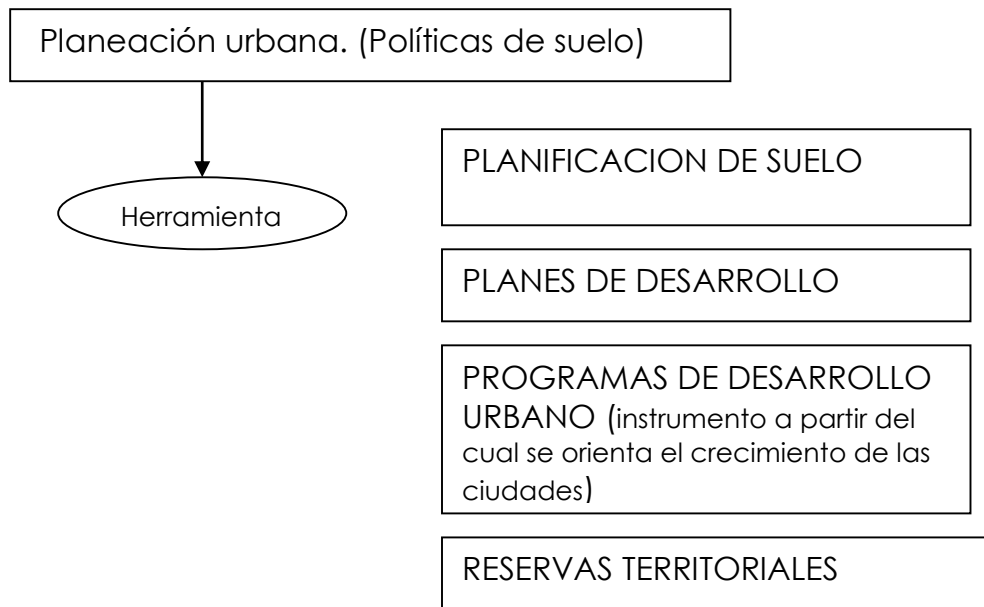 Planeación urbana. (Políticas de suelo)
Herramienta
PLANIFICACION DE SUELO
PLANES DE DESARROLLO
PROGRAMAS DE DESARROLLO
URBANO (instrumento a partir del
cual se orienta el crecimiento de las
ciudades)
RESERVAS TERRITORIALES